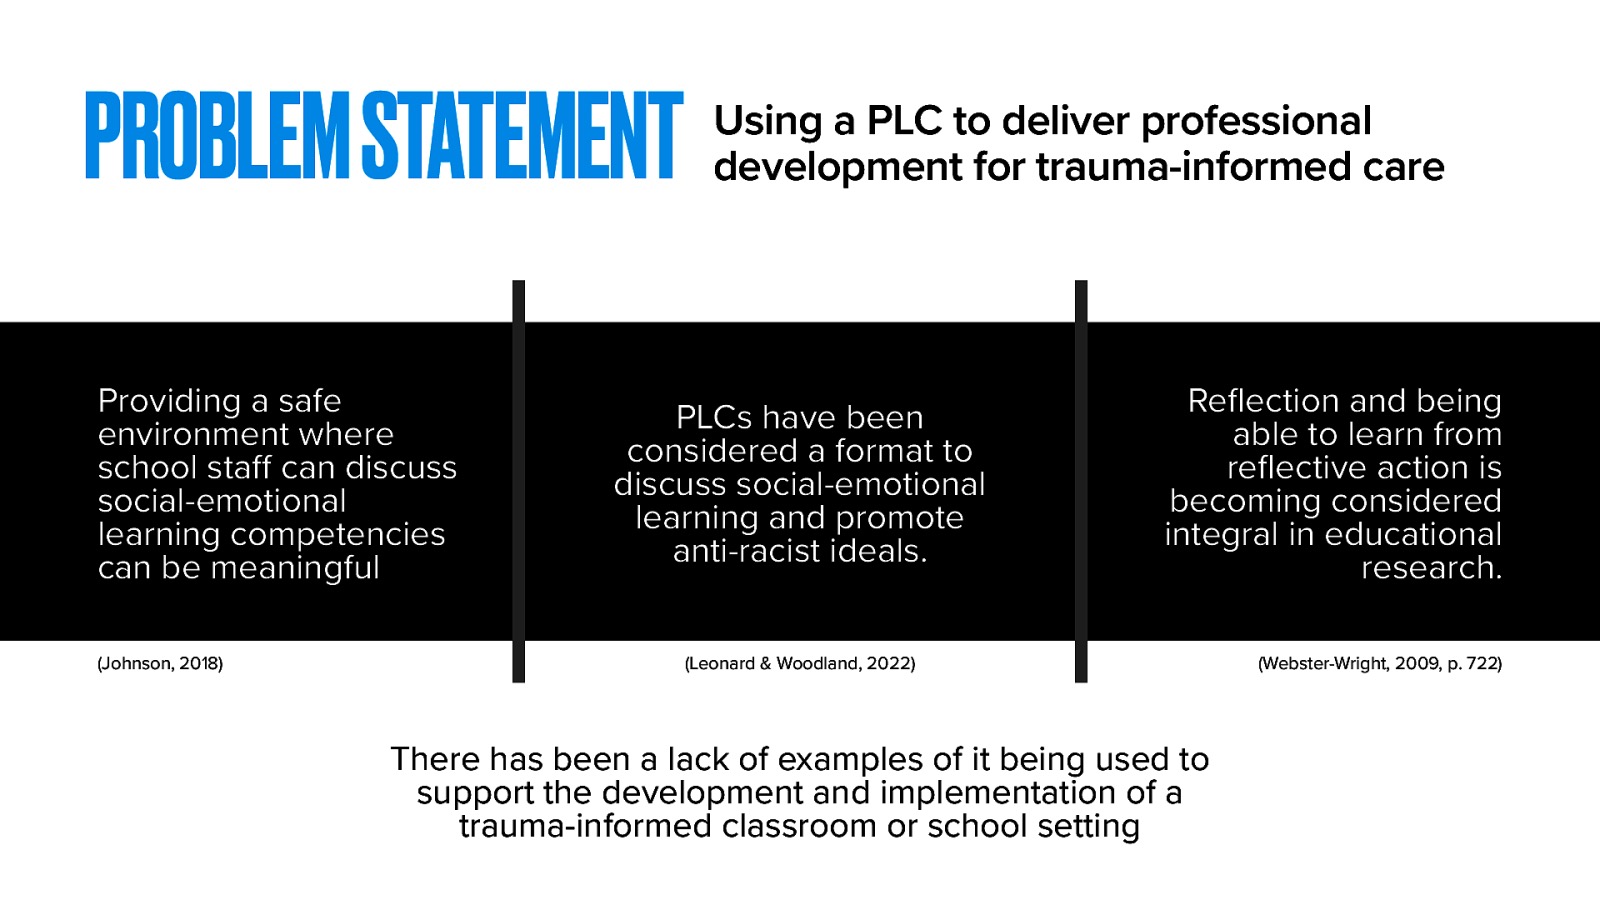 PROBLEM STATEMENT
Using a PLC to deliver professional
development for trauma-informed care
Providing a safe
environment where
school staff can discuss
social-emotional
learning competencies
can be meaningful
(Johnson, 2018)
PLCs have been
considered a format to
discuss social-emotional
learning and promote
anti-racist ideals.
(Leonard & Woodland, 2022)
Reflection and being
able to learn from
reflective action is
becoming considered
integral in educational
research.
(Webster-Wright, 2009, p. 722)
There has been a lack of examples of it being used to
support the development and implementation of a
trauma-informed classroom or school setting